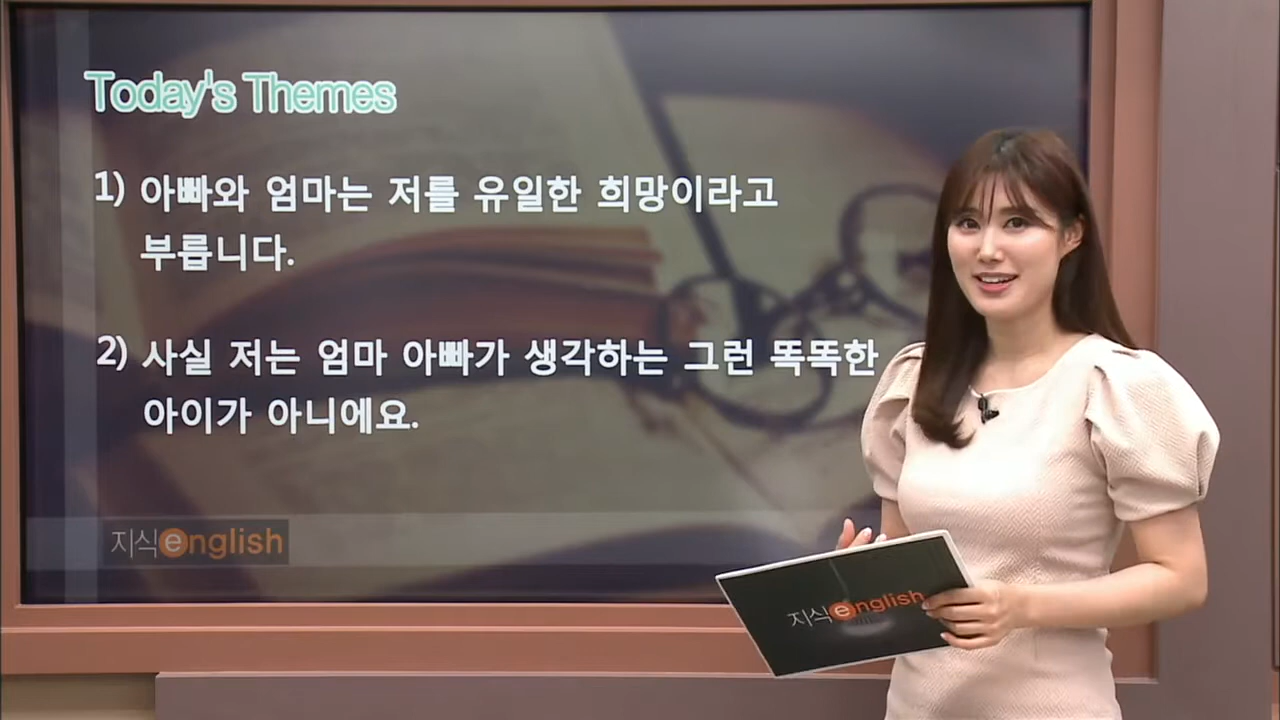 Today's Themes
1) 아빠와 엄마는 저를 유일한 희망이라고
부릅니다.
2) 사실 저는 엄마 아빠가 생각하는 그런 똑똑한
아이가 아니에요.
지식english
지식english